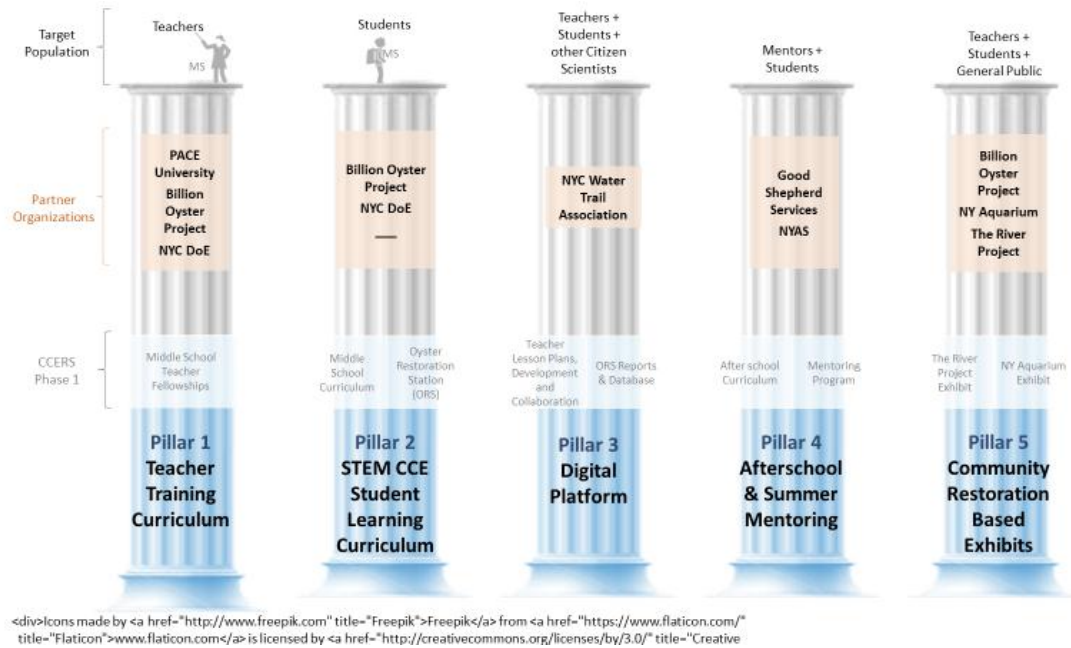 Target
Population
Teachers
MS
Students
MS
Teachers +
Students +
other Citizen
Scientists
Mentors +
Students
Teachers +
Students +
General Public
Partner
Organizations
PACE
University
Billion
Oyster
Project
NYC DoE
Billion Oyster
Project
NYC DoE
NYC Water
Trail
Association
Good
Shepherd
Services
NYAS
Billion
Oyster
Project
NY Aquarium
The River
Project
CCERS
Phase 1
Middle School
Teacher
Fellowships
Middle
School
Curriculum
Oyster
Restoration
Station
(ORS)
Teacher
Lesson Plans,
Development
and
Collaboration
ORS Reports
& Database
After school
Curriculum
Mentoring
Program
The River
Project
Exhibit
NY Aquarium
Exhibit
Pillar 1
Teacher
Training
Curriculum
Pillar 2
STEM CCE
Student
Learning
Curriculum
Pillar 3
Digital
Platform
Pillar 4
Afterschool
& Summer
Mentoring
Pillar 5
Community
Restoration
Based
Exhibits
<div>Icons made by <a href="http://www.freepik.com" title="Freepik">Freepik</a> from <a href="https://www.flaticon.com/"
title="Flaticon">www.flaticon.com</a> is licensed by <a href="http://creativecommons.org/licenses/by/3.0/" title="Creative